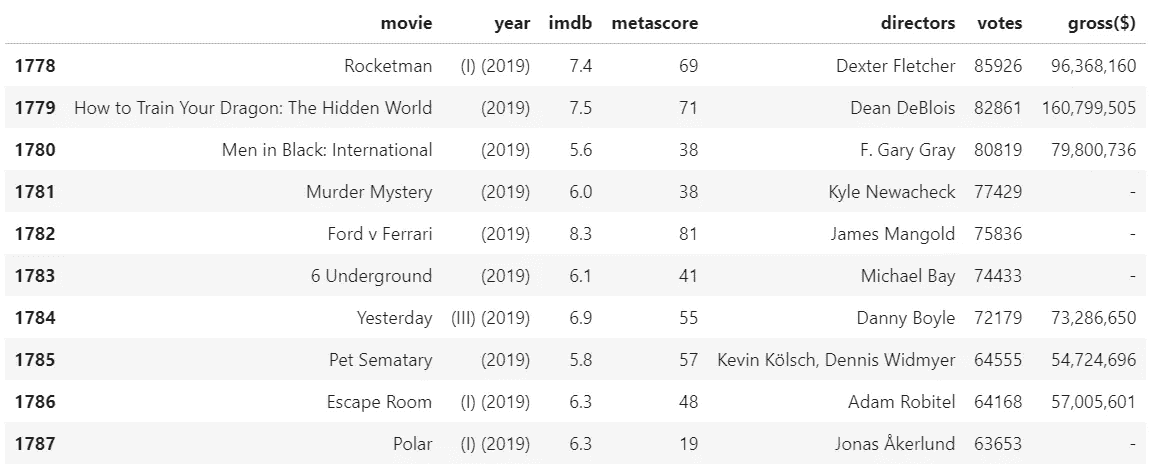 movie year imdb metascore directors votes gross($)
1778 Rocketman (I) (2019) 7.4 69 Dexter Fletcher 85926 96,368,160
1779 How to Train Your Dragon: The Hidden World (2019) 7.5 71 Dean DeBlois 82861 160,799,505
1780 Men in Black: International (2019) 5.6 38 F. Gary Gray 80819 79,800,736
1781 Murder Mystery (2019) 6.0 38 Kyle Newacheck 77429 -
1782 Ford v Ferrari (2019) 8.3 81 James Mangold 75836 -
1783 6 Underground (2019) 6.1 41 Michael Bay 74433 -
1784 Yesterday (III) (2019) 6.9 55 Danny Boyle 72179 73,286,650
1785 Pet Sematary (2019) 5.8 57 Kevin Kölsch, Dennis Widmyer 64555 54,724,696
1786 Escape Room (I) (2019) 6.3 48 Adam Robitel 64168 57,005,601
1787 Polar (I) (2019) 6.3 19 Jonas Åkerlund 63653 -